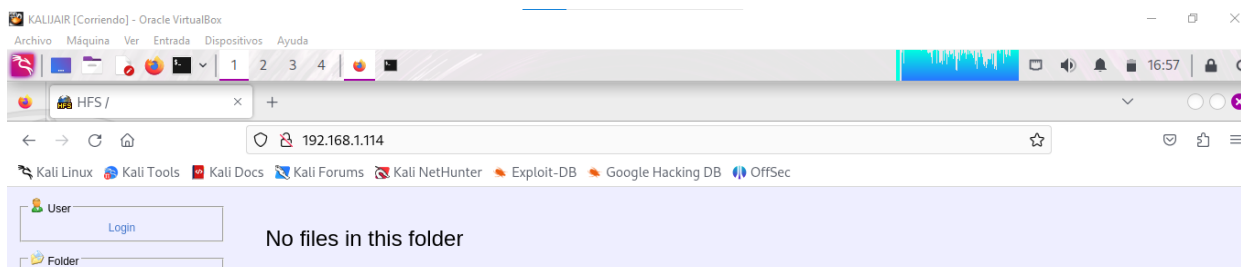 KALIJAIR [Corriendo] - Oracle VirtualBox
Archivo Máquina Ver Entrada Dispositivos Ayuda
1 2 3 4 16:57
HFS /
192.168.1.114
Kali Linux Kali Tools Kali Docs Kali Forums Kali NetHunter Exploit-DB Google Hacking DB OffSec
User
Login
No files in this folder
Folder